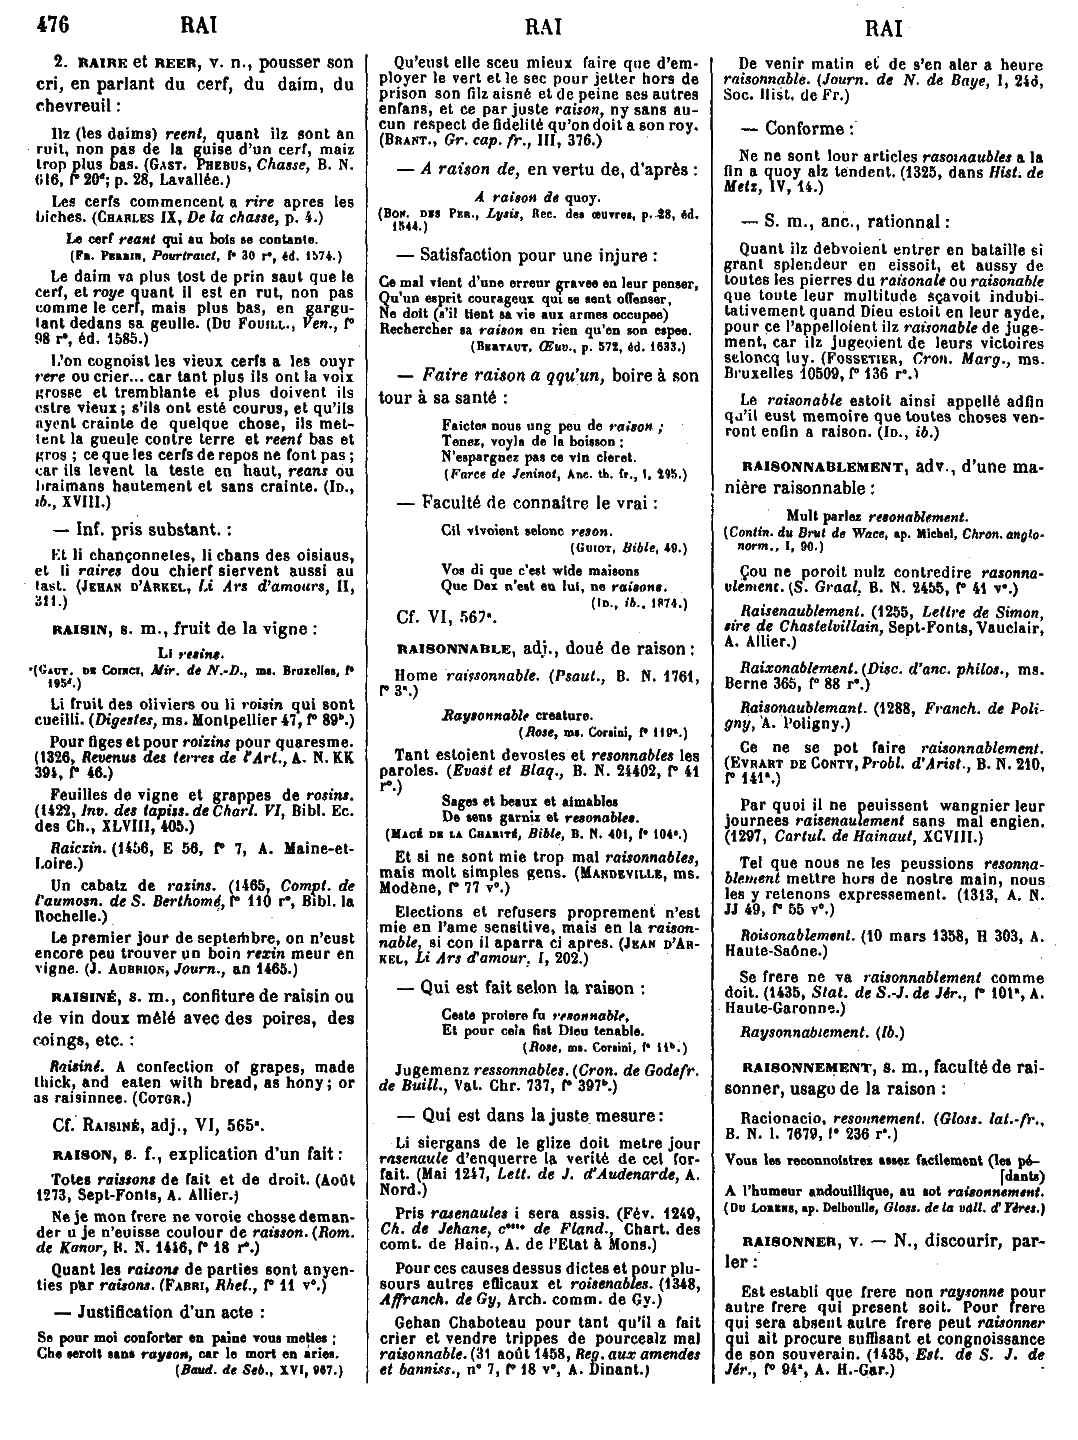 476 RAI RAI RAI
2. RAIRE et REER, v. n., pousser son
cri, en parlant du cerf, du daim, du
chevreuil :
Ilz (les daims) reent, quant ilz sont an
ruit, non pas de la guise d'un cerf, maiz
trop plus bas. (GAST. PHEBUS, Chasse, B. N.
616, f° 20ᵈ; p. 28, Lavallée.)
Les cerfs commencent a rire apres les
biches. (CHARLES IX, De la chasse, p. 4.)
Le cerf reant qui au bois se contante.
(FR. PERRIN, Pourtraict, f° 30 r°, éd. 1574.)
Le daim va plus tost de prin saut que le
cerf, et roye quant il est en rut, non pas
comme le cerf, mais plus bas, en gargu-
lant dedans sa geulle. (DU FOUILL., Ven., f°
98 r°, éd. 1585.)
L'on cognoist les vieux cerfs a les ouyr
rere ou crier... car tant plus ils ont la voix
grosse et tremblante et plus doivent ils
estre vieux ; s'ils ont esté courus, et qu'ils
ayent crainte de quelque chose, ils met-
tent la gueule contre terre et reent bas et
gros ; ce que les cerfs de repos ne font pas ;
car ils levent la teste en haut, reans ou
braimans hautement et sans crainte. (ID.,
ib., XVIII.)
— Inf. pris substant. :
Et li chançonnetes, li chans des oisiaus,
et li raires dou chierf siervent aussi au
tast. (JEHAN D'ARKEL, Li Ars d'amours, II,
311.)
RAISIN, s. m., fruit de la vigne :
Li resins.
(GAUT. DE COINCI, Mir. de N.-D., ms. Bruxelles, f°
195ᵈ.)
Li fruit des oliviers ou li roisin qui sont
cueilli. (Digestes, ms. Montpellier 47, f° 89ᵇ.)
Pour figes et pour roizins pour quaresme.
(1326, Revenus des terres de l'Art., A. N. KK
394, f° 46.)
Feuilles de vigne et grappes de rosins.
(1422, Inv. des tapiss. de Charl. VI, Bibl. Ec.
des Ch., XLVIII, 405.)
Raiczin. (1456, E 56, f° 7, A. Maine-et-
Loire.)
Un cabatz de razins. (1465, Compt. de
l'aumosn. de S. Berthomé, f° 110 r°, Bibl. la
Rochelle.)
Le premier jour de septembre, on n'eust
encore peu trouver un boin rexin meur en
vigne. (J. AUBRION, Journ., an 1465.)
RAISINÉ, s. m., confiture de raisin ou
de vin doux mêlé avec des poires, des
coings, etc. :
Raisiné. A confection of grapes, made
thick, and eaten with bread, as hony ; or
as raisinnee. (COTGR.)
Cf. RAISINÉ, adj., VI, 565ᵃ.
RAISON, s. f., explication d'un fait :
Totes raissons de fait et de droit. (Août
1273, Sept-Fonts, A. Allier.)
Ne je mon frere ne voroie chosse deman-
der u je n'euisse coulour de raisson. (Rom.
de Kanor, B. N. 1446, f° 18 r°.)
Quant les raisons de parties sont anyen-
ties par raisons. (FABRI, Rhet., f° 11 v°.)
— Justification d'un acte :
Se pour moi conforter en paine vous metles ;
Che seroit sans rayson, car le mort en aries.
(Baud. de Seb., XVI, 967.)
Qu'eust elle sceu mieux faire que d'em-
ployer le vert et le sec pour jetter hors de
prison son filz aisné et de peine ses autres
enfans, et ce par juste raison, ny sans au-
cun respect de fidelité qu'on doit a son roy.
(BRANT., Gr. cap. fr., III, 376.)
— A raison de, en vertu de, d'après :
A raison de quoy.
(BON. DES PER., Lysis, Rec. des œuvres, p. 28, éd.
1544.)
— Satisfaction pour une injure :
Ce mal vient d'une erreur gravee en leur penser,
Qu'un esprit courageux qui se sent offenser,
Ne doit (s'il tient sa vie aux armes occupee)
Rechercher sa raison en rien qu'en son espee.
(BERTAUT, Œuv., p. 572, éd. 1633.)
— Faire raison a qqu'un, boire à son
tour à sa santé :
Faictes nous ung peu de raison ;
Tenez, voyla de la boisson ;
N'espargnez pas ce vin cleret.
(Farce de Jeninot, Anc. th. fr., I, 295.)
— Faculté de connaître le vrai :
Cil vivoient selonc reson.
(GUIOT, Bible, 49.)
Vos di que c'est wide maisons
Que Dex n'est en lui, ne raisons.
(ID., ib., 1874.)
Cf. VI, 567ᵃ.
RAISONNABLE, adj., doué de raison :
Home raissonnable. (Psaut., B. N. 1761,
f° 3ᵃ.)
Raysonnable creature.
(Rose, ms. Corsini, f° 119ᵃ.)
Tant estoient devostes et resonnables les
paroles. (Evast et Blaq., B. N. 24402, f° 41
r°.)
Sages et beaux et aimables
De sens garniz et resonables.
(MACÉ DE LA CHARITÉ, Bible, B. N. 401, f° 104ᵃ.)
Et si ne sont mie trop mal raisonnables,
mais molt simples gens. (MANDEVILLE, ms.
Modène, f° 77 v°.)
Elections et refusers proprement n'est
mie en l'ame sensitive, mais en la raison-
nable, si con il aparra ci apres. (JEAN D'AR-
KEL, Li Ars d'amour, I, 202.)
— Qui est fait selon la raison :
Ceste proiere fu resonnable,
Et pour cela fist Dieu tenable.
(Rose, ms. Corsini, f° 11ᵇ.)
Jugemenz ressonnables. (Cron. de Godefr.
de Buill., Vat. Chr. 737, f° 397ᵇ.)
— Qui est dans la juste mesure :
Li siergans de le glize doit metre jour
rasenaule d'enquerre la verité de cel for-
fait. (Mai 1247, Lett. de J. d'Audenarde, A.
Nord.)
Pris rasenaules i sera assis. (Fév. 1249,
Ch. de Jehane, c^esse de Fland., Chart. des
comt. de Hain., A. de l'Etat à Mons.)
Pour ces causes dessus dictes et pour plu-
sours autres efficaux et roisenables. (1348,
Affranch. de Gy, Arch. comm. de Gy.)
Gehan Chaboteau pour tant qu'il a fait
crier et vendre trippes de pourcealz mal
raisonnable. (31 août 1458, Reg. aux amendes
et banniss., n° 7, f° 18 v°, A. Dinant.)
De venir matin et de s'en aler a heure
raisonnable. (Journ. de N. de Baye, I, 246,
Soc. Hist. de Fr.)
— Conforme :
Ne ne sont lour articles rasoinaubles a la
fin a quoy alz tendent. (1325, dans Hist. de
Metz, IV, 14.)
— S. m., anc., rationnal :
Quant ilz debvoient entrer en bataille si
grant splendeur en eissoit, et aussy de
toutes les pierres du raisonale ou raisonable
que toute leur multitude sçavoit indubi-
tativement quand Dieu estoit en leur ayde,
pour ce l'appelloient ilz raisonable de juge-
ment, car ilz jugeoient de leurs victoires
seloncq luy. (FOSSETIER, Cron. Marg., ms.
Bruxelles 10509, f° 136 r°.)
Le raisonable estoit ainsi appellé adfin
qu'il eust memoire que toutes choses ven-
ront enfin a raison. (ID., ib.)
RAISONNABLEMENT, adv., d'une ma-
nière raisonnable :
Mult parlez resonablement.
(Contin. du Brut de Wace, ap. Michel, Chron. anglo-
norm., I, 90.)
Çou ne poroit nulz contredire rasonna-
vlement. (S. Graal, B. N. 2455, f° 41 v°.)
Raisenaublement. (1255, Lettre de Simon,
sire de Chastelvillain, Sept-Fonts, Vauclair,
A. Allier.)
Raixonablement. (Disc. d'anc. philos., ms.
Berne 365, f° 88 r°.)
Raisonaublemant. (1288, Franch. de Poli-
gny, A. Poligny.)
Ce ne se pot faire raisonnablement.
(EVRART DE CONTY, Probl. d'Arist., B. N. 210,
f° 141ᵃ.)
Par quoi il ne peuissent wangnier leur
journees raisenaulement sans mal engien.
(1297, Cartul. de Hainaut, XCVIII.)
Tel que nous ne les peussions resonna-
blement mettre hors de nostre main, nous
les y retenons expressement. (1313, A. N.
JJ 49, f° 55 v°.)
Roisonablement. (10 mars 1358, H 303, A.
Haute-Saône.)
Se frere ne va raisonnablement comme
doit. (1435, Stat. de S.-J. de Jér., f° 101ᵃ, A.
Haute-Garonne.)
Raysonnablement. (Ib.)
RAISONNEMENT, s. m., faculté de rai-
sonner, usage de la raison :
Racionacio, resounement. (Gloss. lat.-fr.,
B. N. l. 7679, f° 236 r°.)
Vous les reconnoistrez assez facilement (les pé-
[dants)
A l'humeur andouillique, au sot raisonnement.
(DU LORENS, ap. Delboulle, Gloss. de la vall. d'Yères.)
RAISONNER, v. — N., discourir, par-
ler :
Est establi que frere non raysonne pour
autre frere qui present soit. Pour frere
qui sera absent autre frere peut raisonner
qui ait procure suffisant et congnoissance
de son souverain. (1435, Est. de S. J. de
Jér., f° 94ᵃ, A. H.-Gar.)